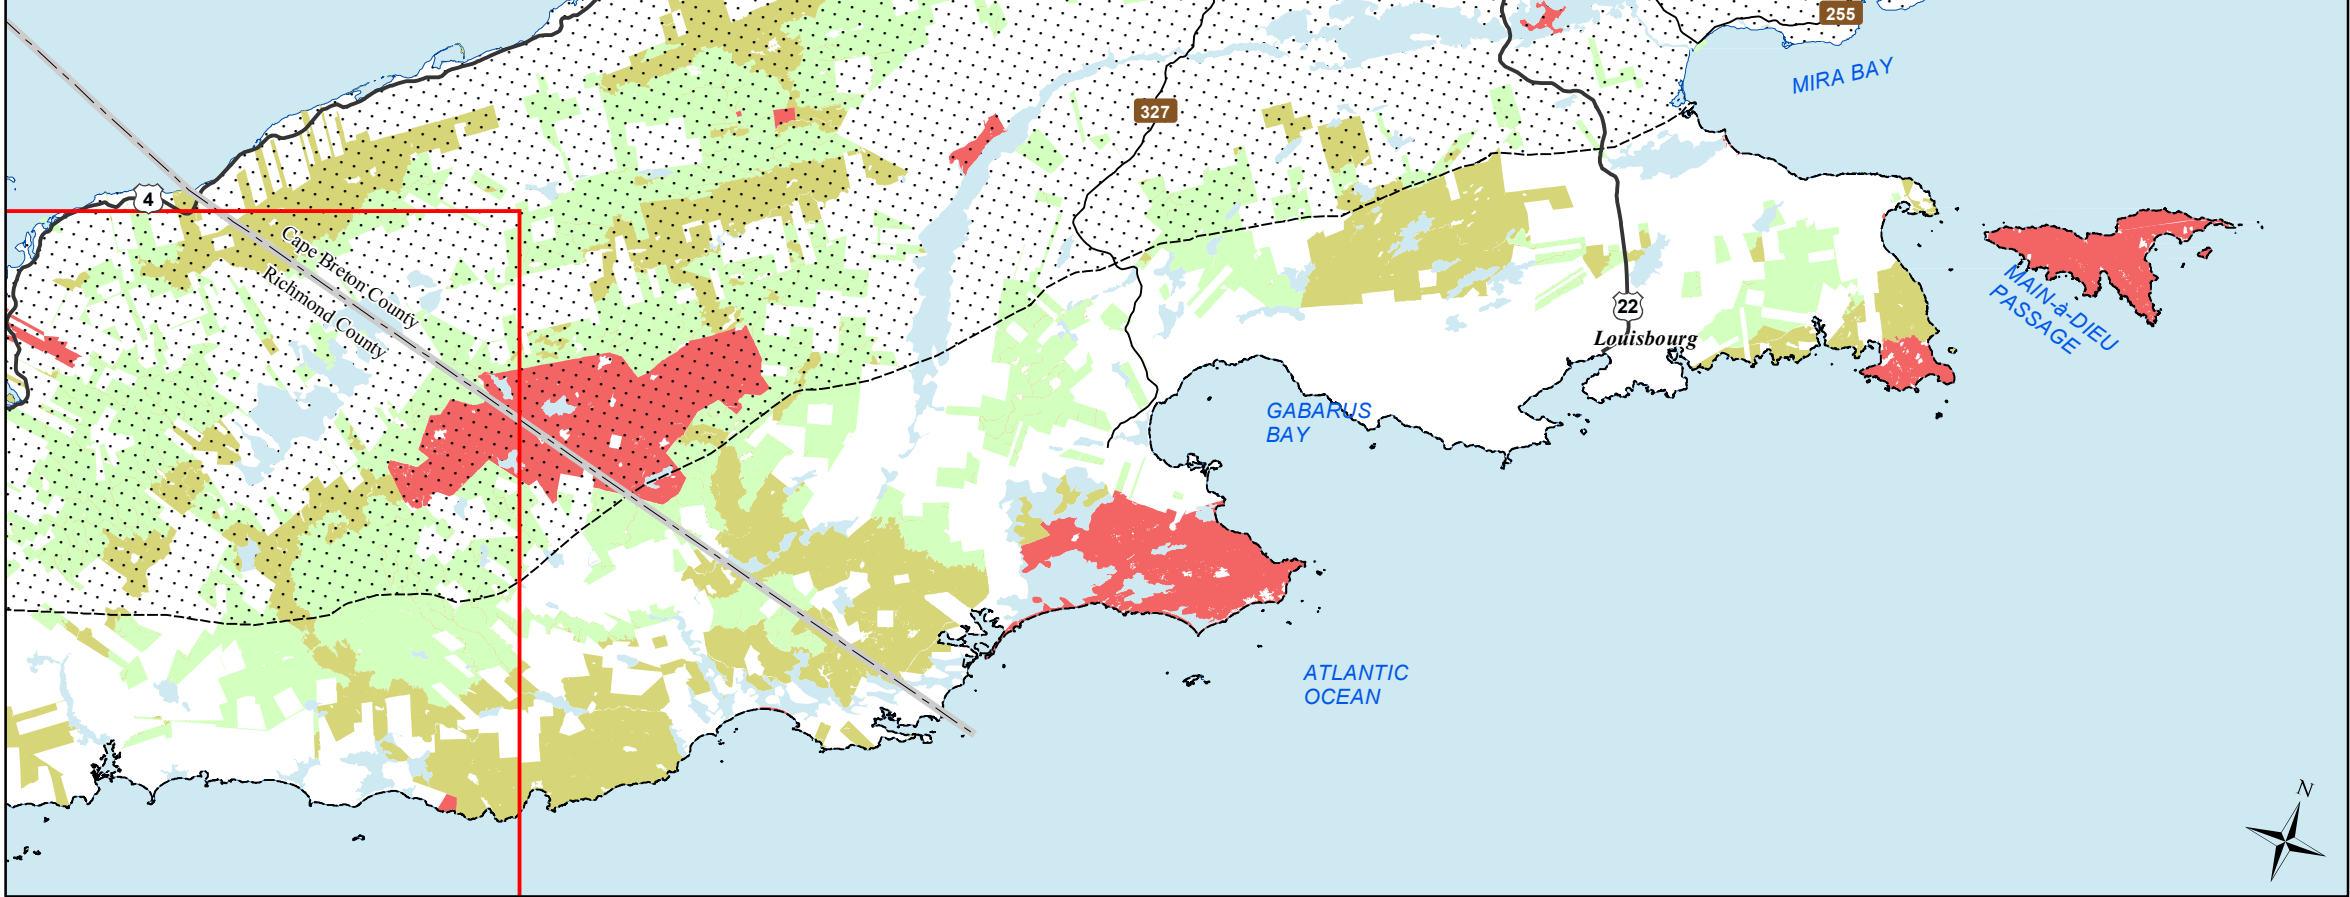 255
MIRA BAY
327
4
Cape Breton County
Richmond County
MAIN-à-DIEU
PASSAGE
22
Louisbourg
GABARUS
BAY
ATLANTIC
OCEAN
N